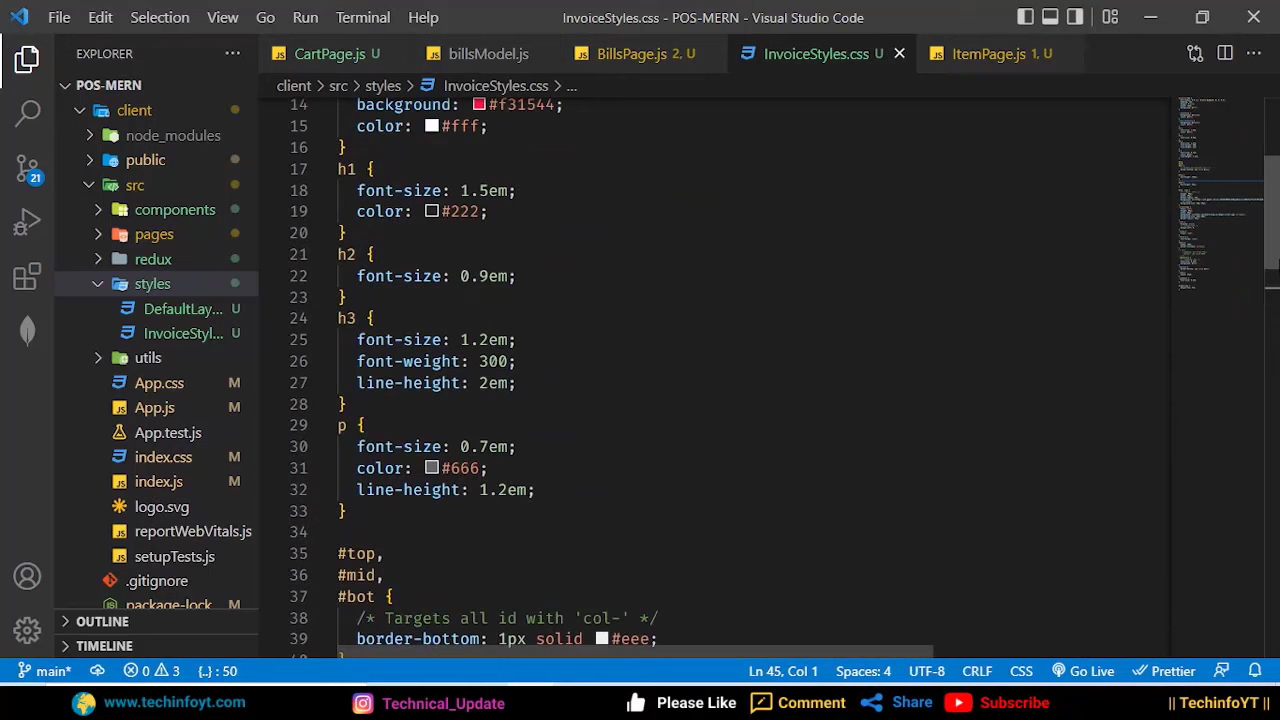 File Edit Selection View Go Run Terminal Help InvoiceStyles.css - POS-MERN - Visual Studio Code
EXPLORER
CartPage.js U billsModel.js BillsPage.js 2, U InvoiceStyles.css U ItemPage.js 1, U
client > src > styles > InvoiceStyles.css > ...
POS-MERN
client
node_modules
public
src
components
pages
redux
styles
DefaultLay... U
InvoiceStyl... U
utils
App.css M
App.js M
App.test.js
index.css M
index.js M
logo.svg
reportWebVitals.js
setupTests.js
.gitignore
package-lock
OUTLINE
TIMELINE
21
14 background: #f31544;
15 color: #fff;
16 }
17 h1 {
18 font-size: 1.5em;
19 color: #222;
20 }
21 h2 {
22 font-size: 0.9em;
23 }
24 h3 {
25 font-size: 1.2em;
26 font-weight: 300;
27 line-height: 2em;
28 }
29 p {
30 font-size: 0.7em;
31 color: #666;
32 line-height: 1.2em;
33 }
34
35 #top,
36 #mid,
37 #bot {
38 /* Targets all id with 'col-' */
39 border-bottom: 1px solid #eee;
main* 0 3 {..} : 50 Ln 45, Col 1 Spaces: 4 UTF-8 CRLF CSS Go Live Prettier
www.techinfoyt.com Technical_Update Please Like Comment Share Subscribe || TechinfoYT ||